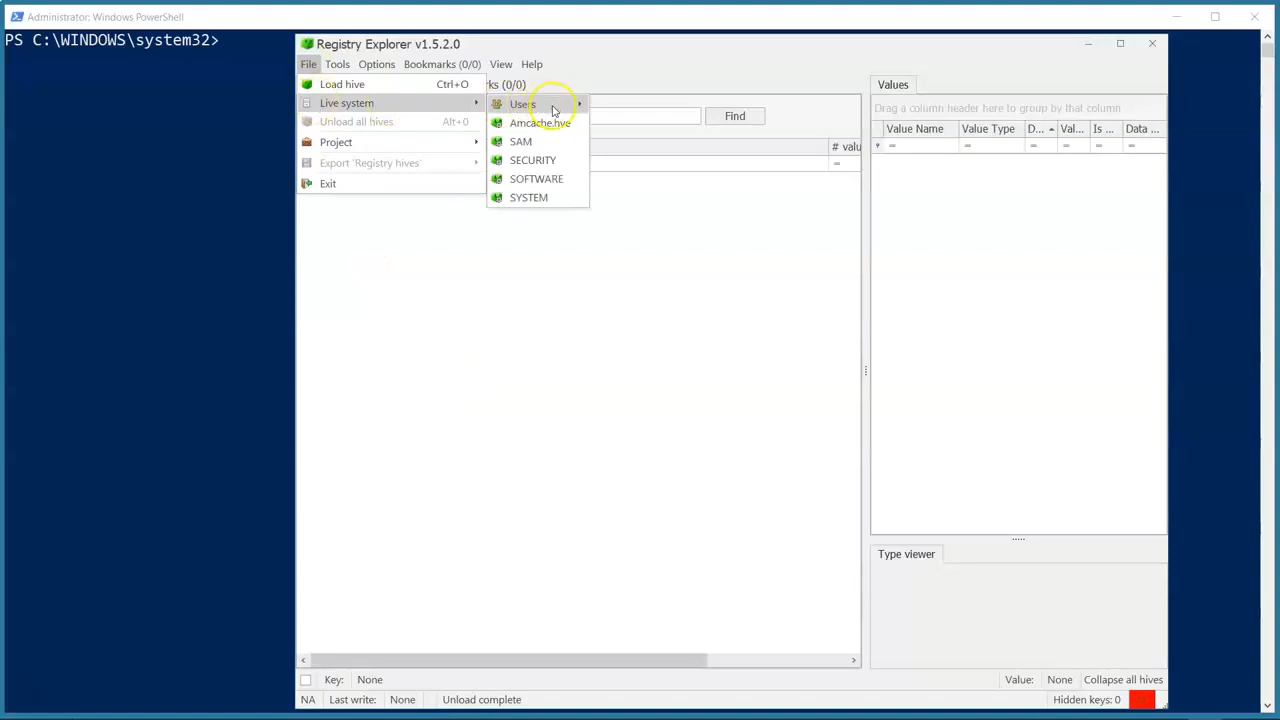 Administrator: Windows PowerShell
PS C:\WINDOWS\system32>
Registry Explorer v1.5.2.0
File Tools Options Bookmarks (0/0) View Help
Load hive Ctrl+O
rks (0/0)
Values
Live system
Users
Drag a column header here to group by that column
Unload all hives Alt+0
Amcache.hve
Find
Value Name Value Type D... Val... Is ... Data ...
Project
SAM
# valu
= = = = = = =
Export 'Registry hives'
SECURITY
Exit
SOFTWARE
SYSTEM
Type viewer
Key: None
Value: None Collapse all hives
NA Last write: None Unload complete
Hidden keys: 0